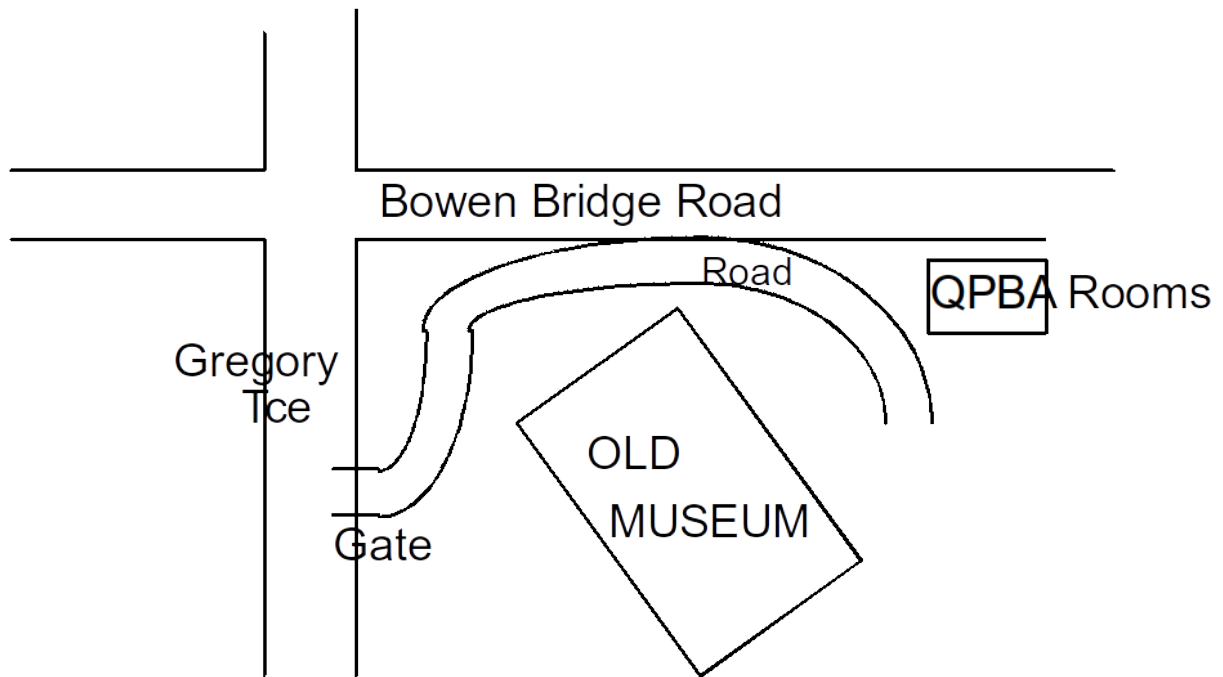 Bowen Bridge Road
Road
QPBA Rooms
Gregory
Tce
OLD
MUSEUM
Gate